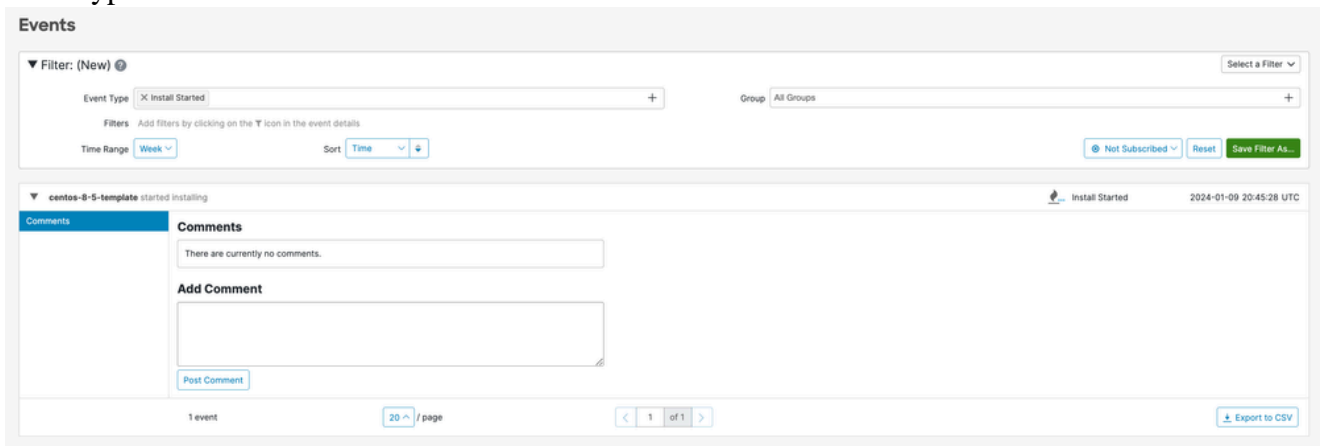 Events
Filter: (New)
Select a Filter
Event Type Install Started
Group All Groups
Filters Add filters by clicking on the icon in the event details
Time Range Week Sort Time
Not Subscribed Reset Save Filter As...
centos-8-5-template started installing Install Started 2024-01-09 20:45:28 UTC
Comments
Comments
There are currently no comments.
Add Comment
Post Comment
1 event 20 / page 1 of 1 Export to CSV